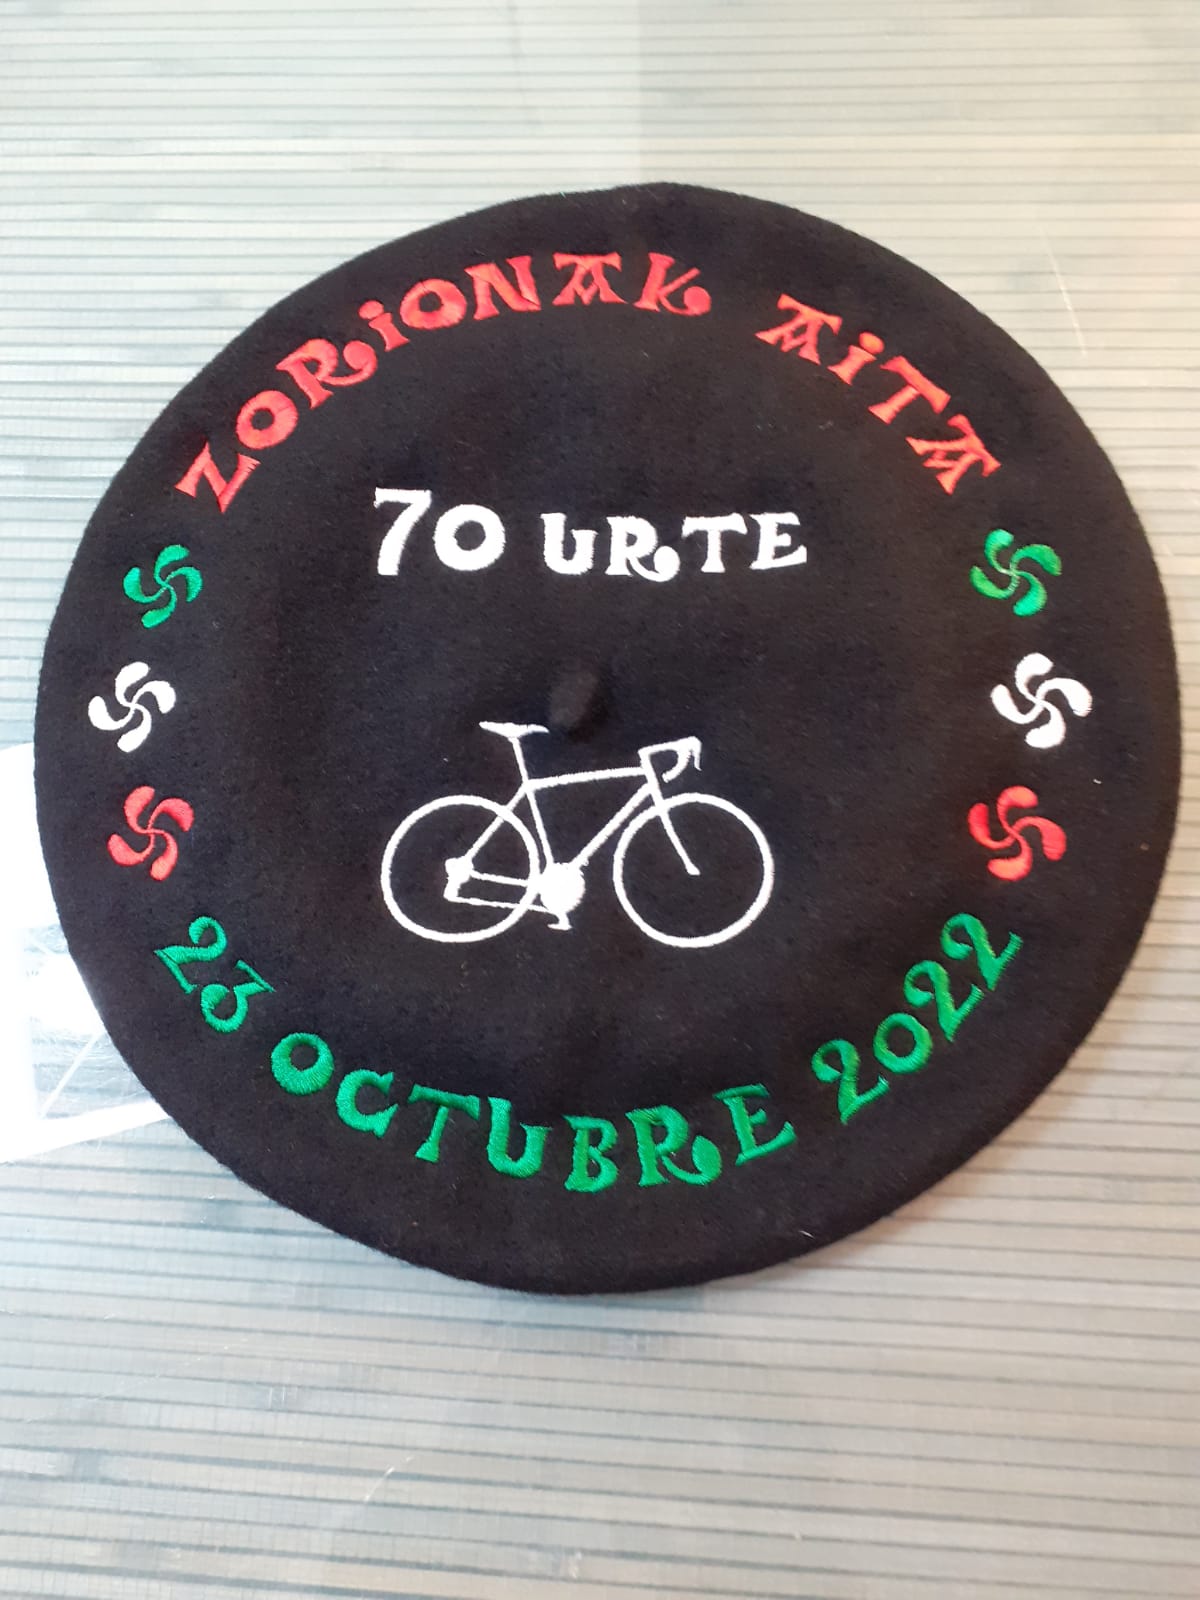 ZORiONAK AiTA
70 URTE
23 OCTUBRE 2022